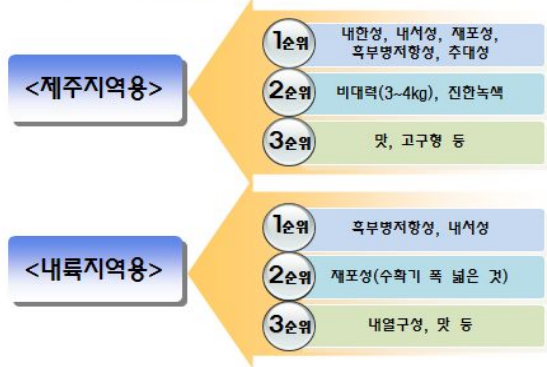 <제주지역용>
1순위
내한성, 내서성, 재포성,
흑부병저항성, 추대성
2순위
비대력(3~4kg), 진한녹색
3순위
맛, 고구형 등
<내륙지역용>
1순위
흑부병저항성, 내서성
2순위
재포성(수확기 폭 넓은 것)
3순위
내열구성, 맛 등